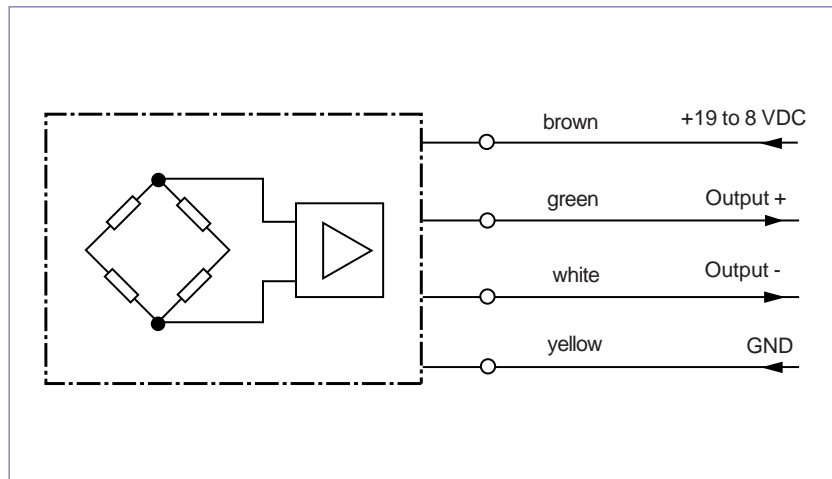 brown +19 to 8 VDC
green Output +
white Output -
yellow GND